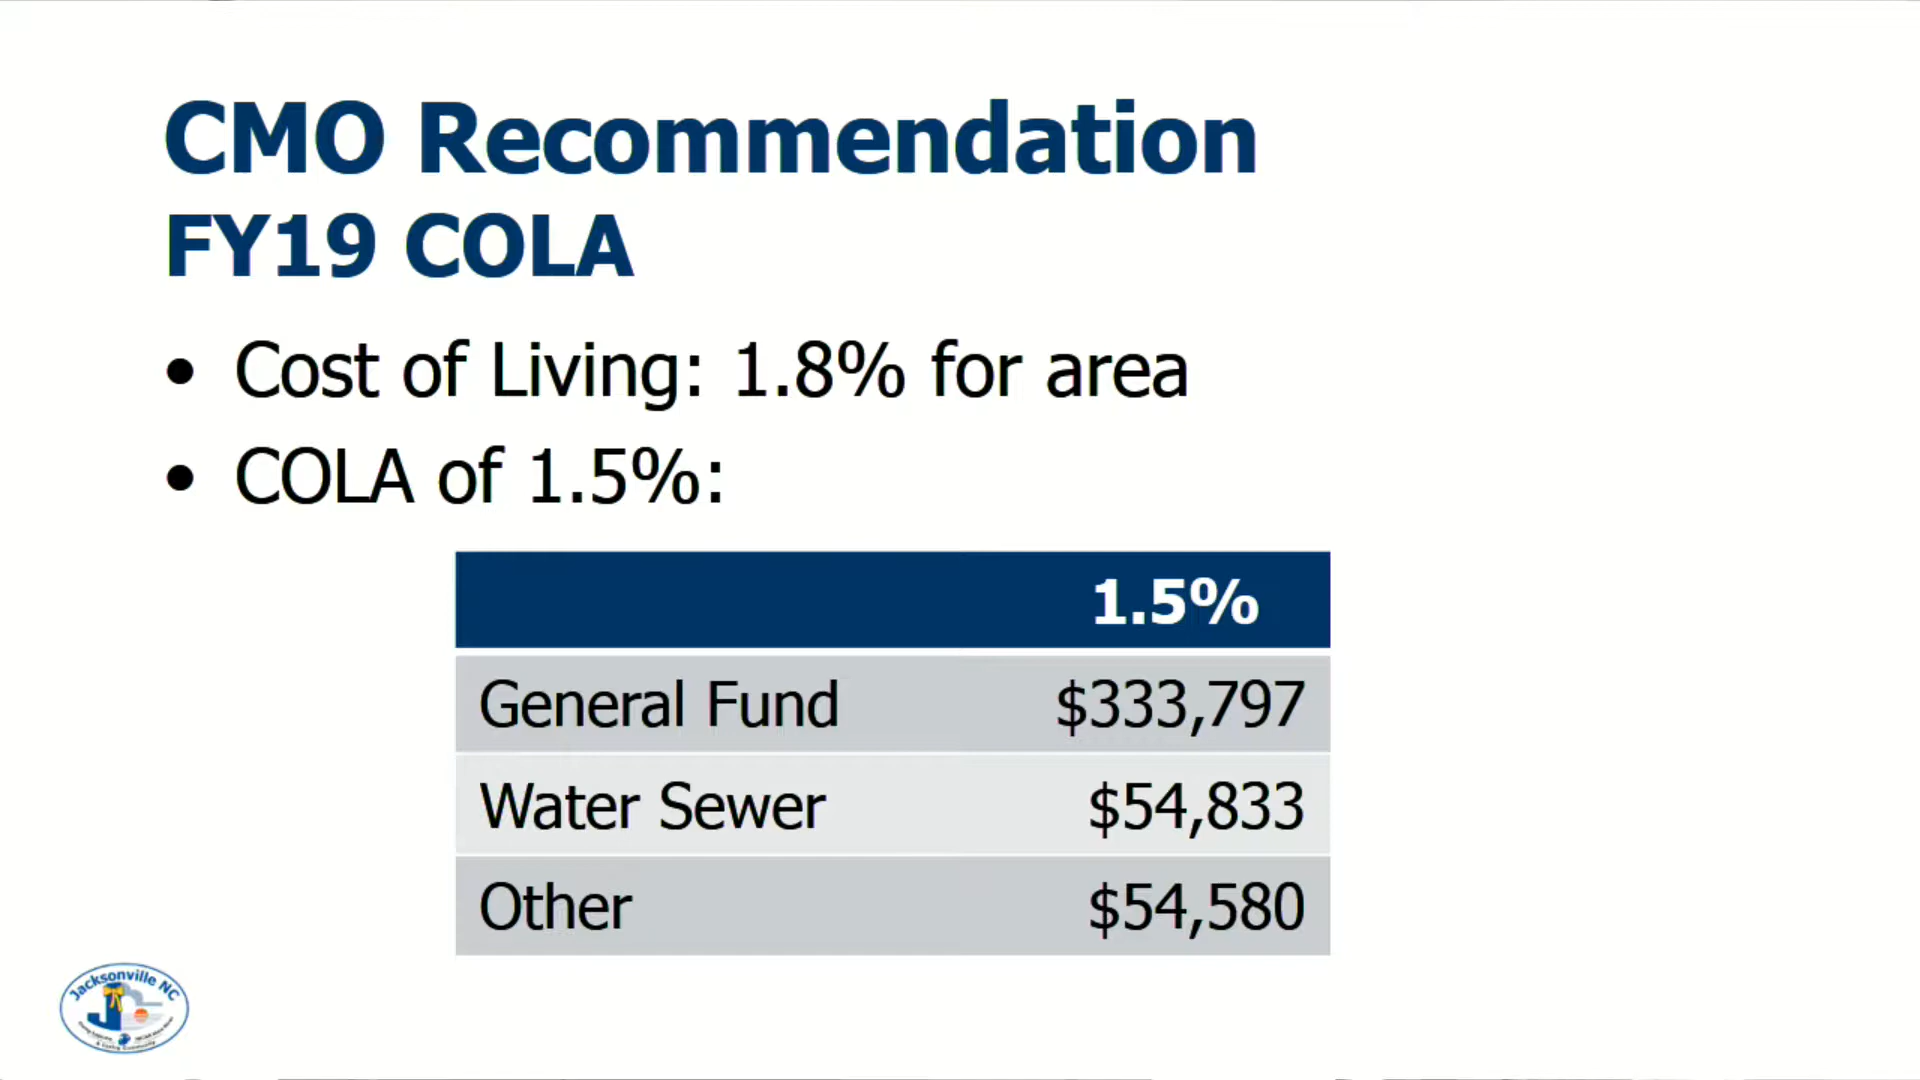 CMO Recommendation
FY19 COLA
• Cost of Living: 1.8% for area
• COLA of 1.5%:
1.5%
General Fund $333,797
Water Sewer $54,833
Other $54,580
Jacksonville NC